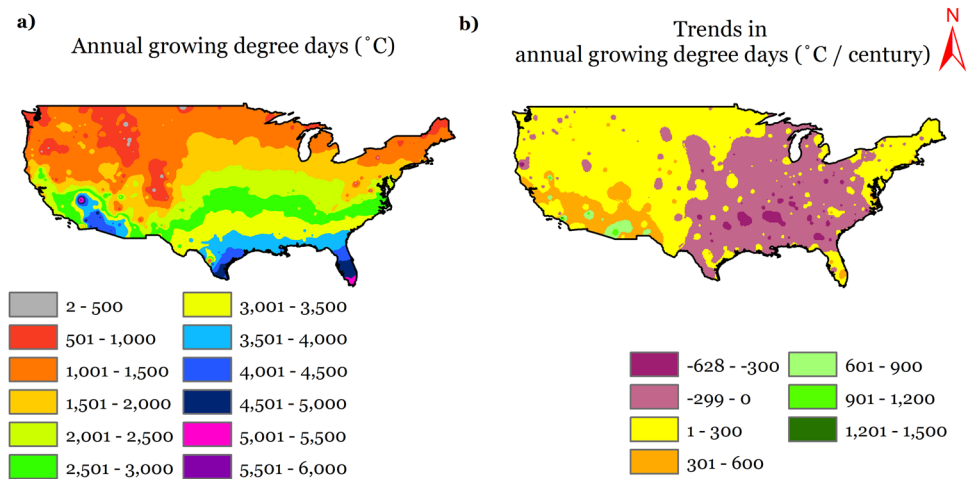 a)
Annual growing degree days (˚C)
2 - 500
501 - 1,000
1,001 - 1,500
1,501 - 2,000
2,001 - 2,500
2,501 - 3,000
3,001 - 3,500
3,501 - 4,000
4,001 - 4,500
4,501 - 5,000
5,001 - 5,500
5,501 - 6,000
b)
Trends in
annual growing degree days (˚C / century)
N
-628 - -300
-299 - 0
1 - 300
301 - 600
601 - 900
901 - 1,200
1,201 - 1,500